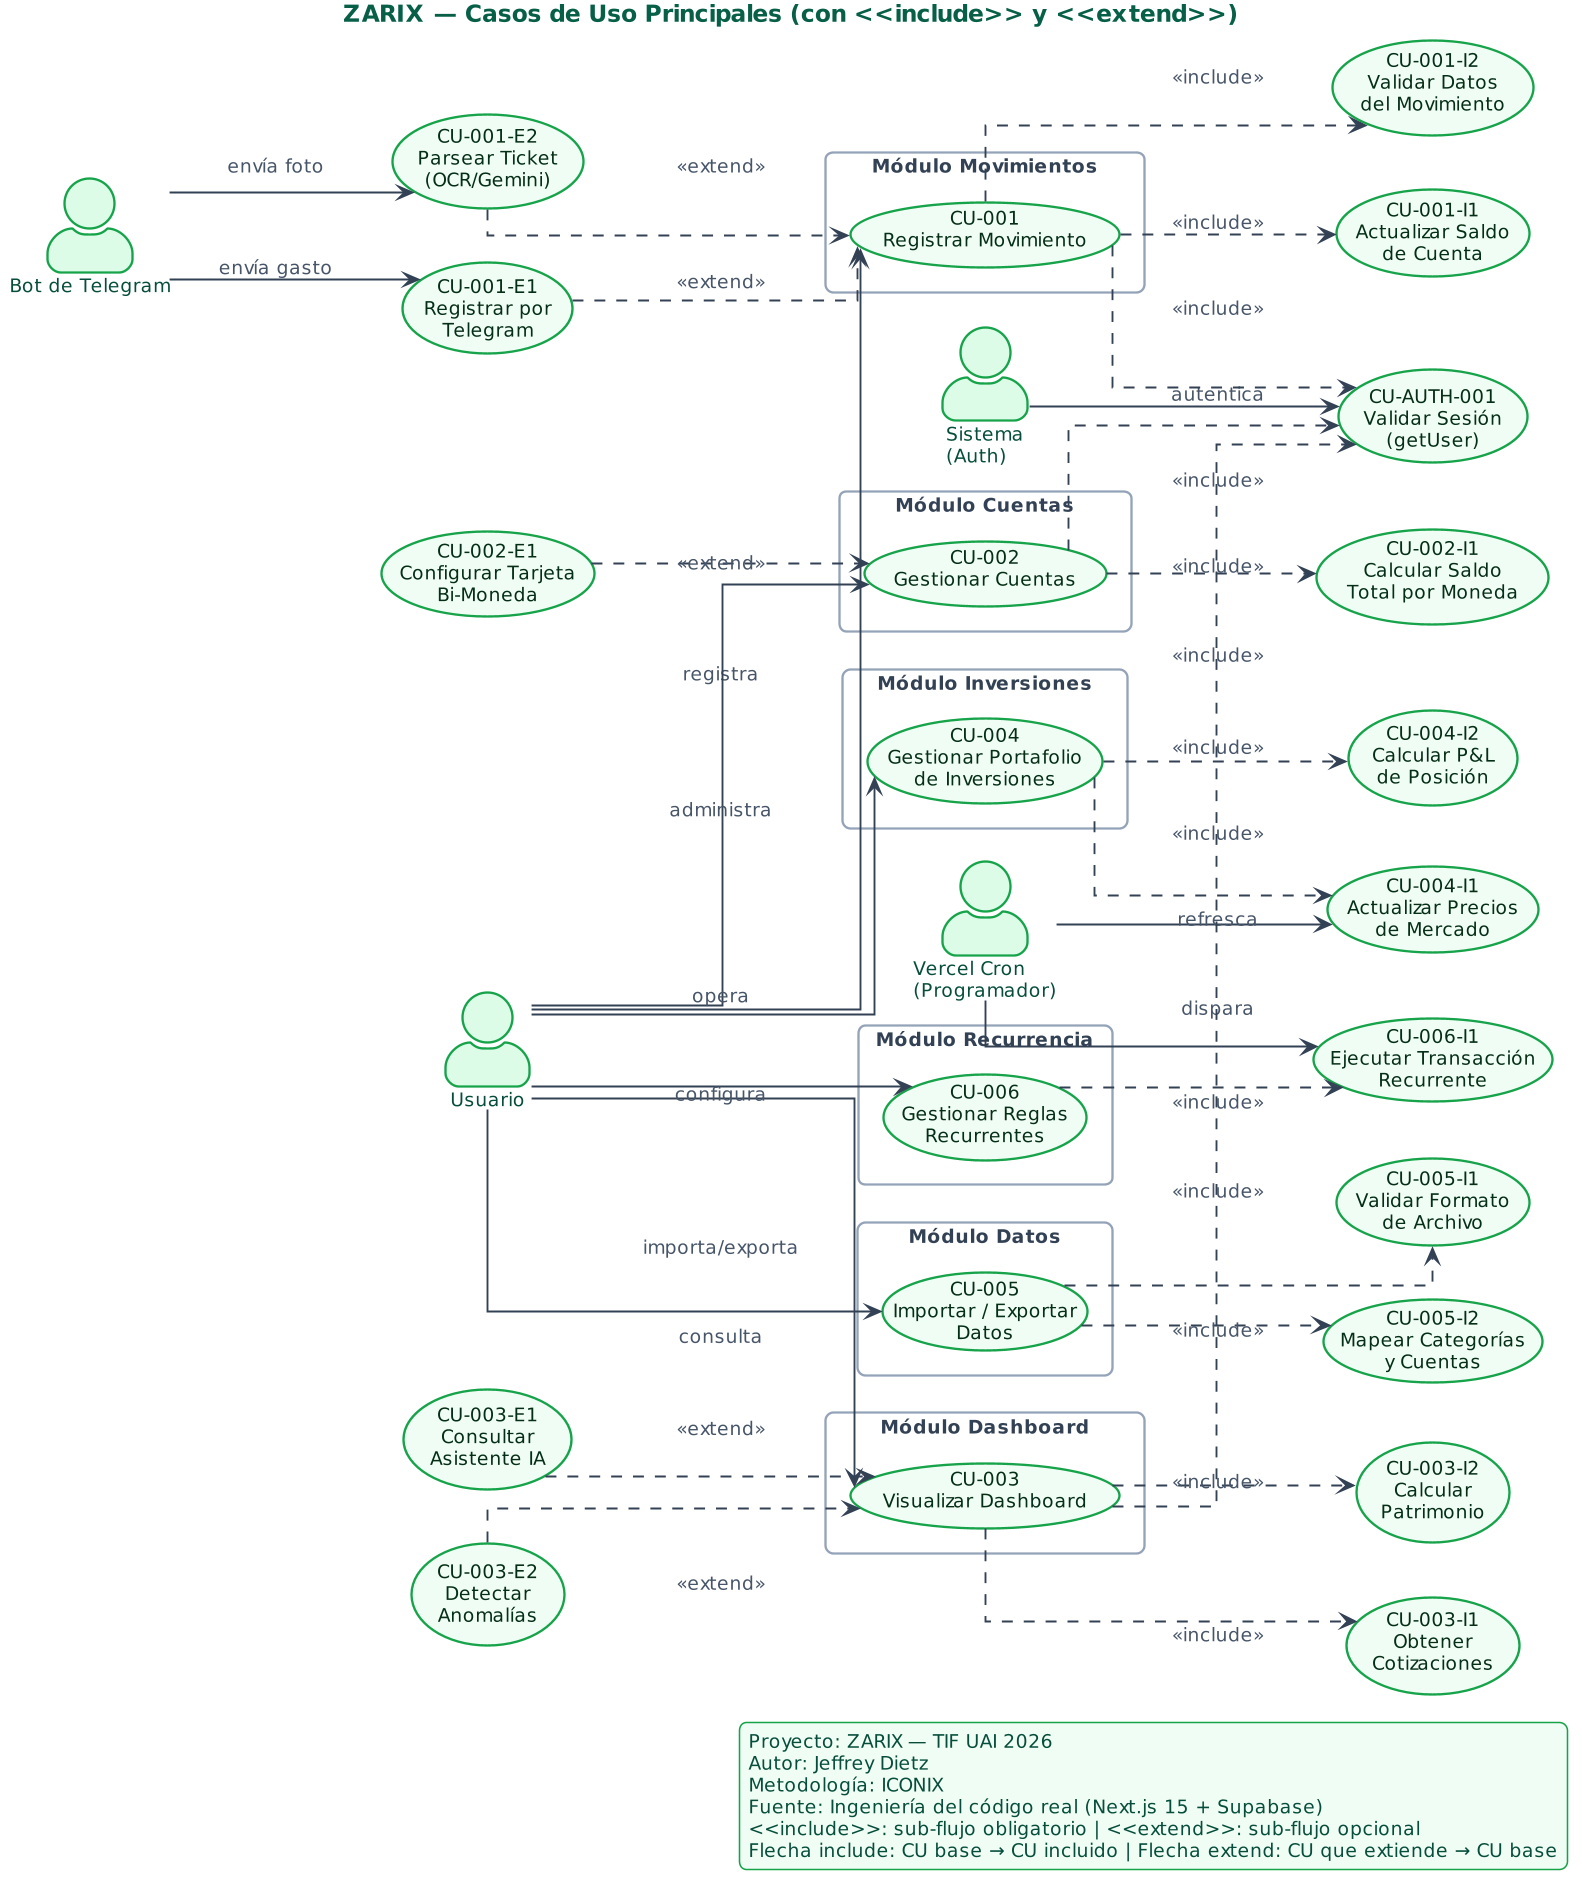 ZARIX — Casos de Uso Principales (con <<include>> y <<extend>>)
CU-001-I2
Validar Datos
del Movimiento
«include»
CU-001-E2
Parsear Ticket
(OCR/Gemini)
envía foto
«extend»
Módulo Movimientos
CU-001
Registrar Movimiento
«include»
CU-001-I1
Actualizar Saldo
de Cuenta
Bot de Telegram
envía gasto
CU-001-E1
Registrar por
Telegram
«extend»
«include»
Sistema
(Auth)
autentica
CU-AUTH-001
Validar Sesión
(getUser)
«include»
Módulo Cuentas
CU-002-E1
Configurar Tarjeta
Bi-Moneda
«extend»
CU-002
Gestionar Cuentas
«include»
CU-002-I1
Calcular Saldo
Total por Moneda
registra
«include»
Módulo Inversiones
CU-004
Gestionar Portafolio
de Inversiones
«include»
CU-004-I2
Calcular P&L
de Posición
administra
«include»
CU-004-I1
Actualizar Precios
de Mercado
refresca
Vercel Cron
(Programador)
opera
dispara
Usuario
configura
Módulo Recurrencia
CU-006
Gestionar Reglas
Recurrentes
CU-006-I1
Ejecutar Transacción
Recurrente
«include»
CU-005-I1
Validar Formato
de Archivo
«include»
importa/exporta
Módulo Datos
CU-005
Importar / Exportar
Datos
consulta
«include»
CU-005-I2
Mapear Categorías
y Cuentas
CU-003-E1
Consultar
Asistente IA
«extend»
Módulo Dashboard
CU-003
Visualizar Dashboard
«include»
CU-003-I2
Calcular
Patrimonio
CU-003-E2
Detectar
Anomalías
«extend»
«include»
CU-003-I1
Obtener
Cotizaciones
Proyecto: ZARIX — TIF UAI 2026
Autor: Jeffrey Dietz
Metodología: ICONIX
Fuente: Ingeniería del código real (Next.js 15 + Supabase)
<<include>>: sub-flujo obligatorio | <<extend>>: sub-flujo opcional
Flecha include: CU base → CU incluido | Flecha extend: CU que extiende → CU base